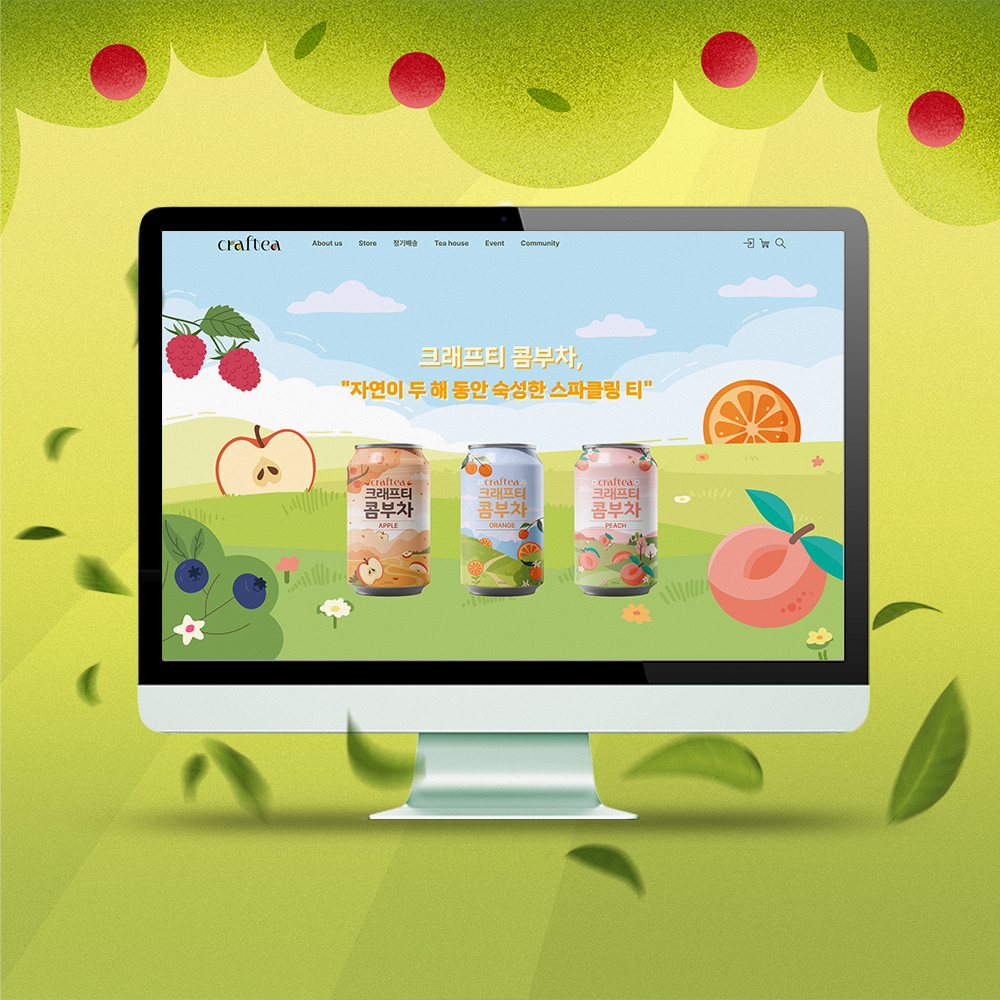 craftea
About us Store 정기배송 Tea house Event Community
크래프티 콤부차,
"자연이 두 해 동안 숙성한 스파클링 티"
craftea
크래프티
콤부차
APPLE
craftea
크래프티
콤부차
ORANGE
craftea
크래프티
콤부차
PEACH